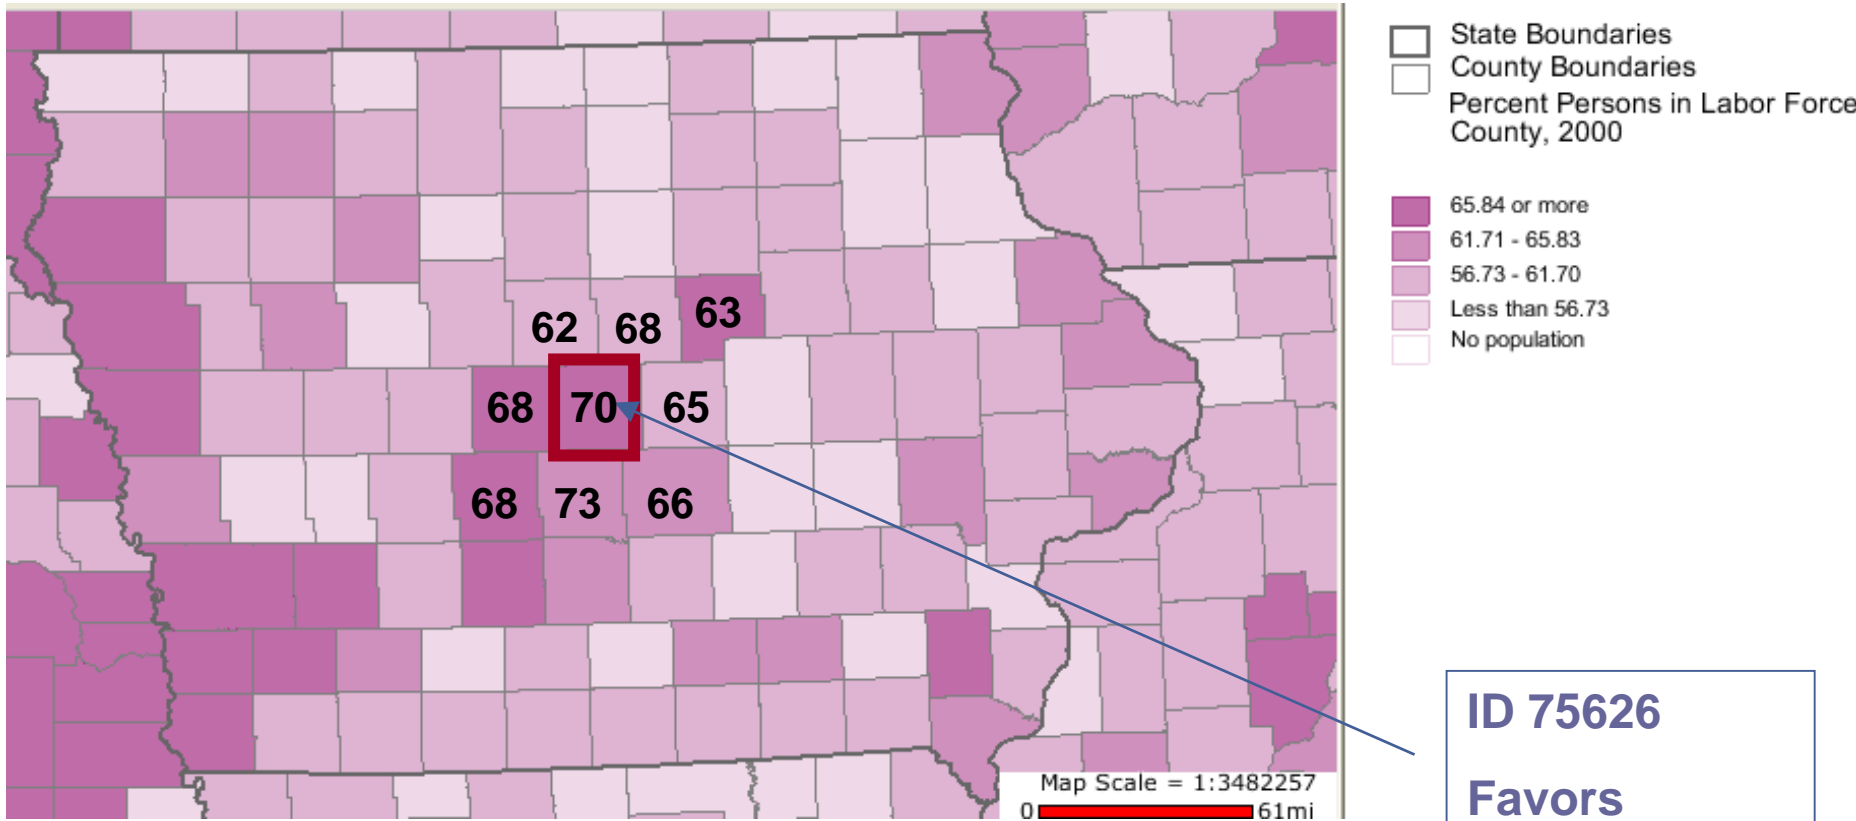 State Boundaries
County Boundaries
Percent Persons in Labor Force
County, 2000
65.84 or more
61.71 - 65.83
56.73 - 61.70
Less than 56.73
No population
62 68 63
68 70 65
68 73 66
ID 75626
Favors
Map Scale = 1:3482257
0 61mi